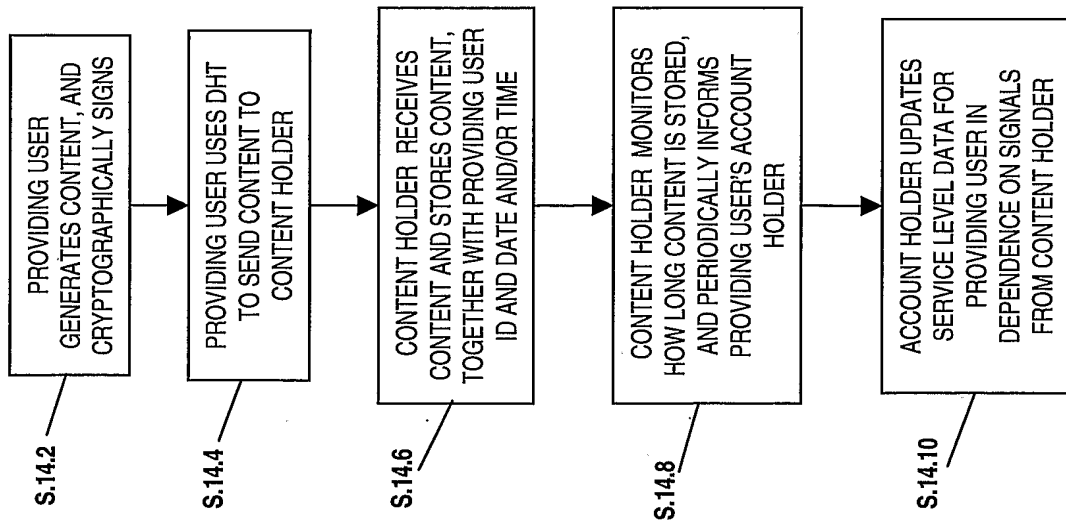 S.14.2
PROVIDING USER
GENERATES CONTENT, AND
CRYPTOGRAPHICALLY SIGNS
S.14.4
PROVIDING USER USES DHT
TO SEND CONTENT TO
CONTENT HOLDER
S.14.6
CONTENT HOLDER RECEIVES
CONTENT AND STORES CONTENT,
TOGETHER WITH PROVIDING USER
ID AND DATE AND/OR TIME
S.14.8
CONTENT HOLDER MONITORS
HOW LONG CONTENT IS STORED,
AND PERIODICALLY INFORMS
PROVIDING USER'S ACCOUNT
HOLDER
S.14.10
ACCOUNT HOLDER UPDATES
SERVICE LEVEL DATA FOR
PROVIDING USER IN
DEPENDENCE ON SIGNALS
FROM CONTENT HOLDER